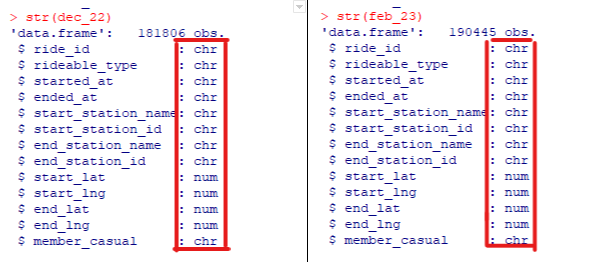 > str(dec_22)
'data.frame':   181806 obs.
 $ ride_id           : chr
 $ rideable_type     : chr
 $ started_at        : chr
 $ ended_at          : chr
 $ start_station_name: chr
 $ start_station_id  : chr
 $ end_station_name  : chr
 $ end_station_id    : chr
 $ start_lat         : num
 $ start_lng         : num
 $ end_lat           : num
 $ end_lng           : num
 $ member_casual     : chr
> str(feb_23)
'data.frame':   190445 obs.
 $ ride_id           : chr
 $ rideable_type     : chr
 $ started_at        : chr
 $ ended_at          : chr
 $ start_station_name: chr
 $ start_station_id  : chr
 $ end_station_name  : chr
 $ end_station_id    : chr
 $ start_lat         : num
 $ start_lng         : num
 $ end_lat           : num
 $ end_lng           : num
 $ member_casual     : chr